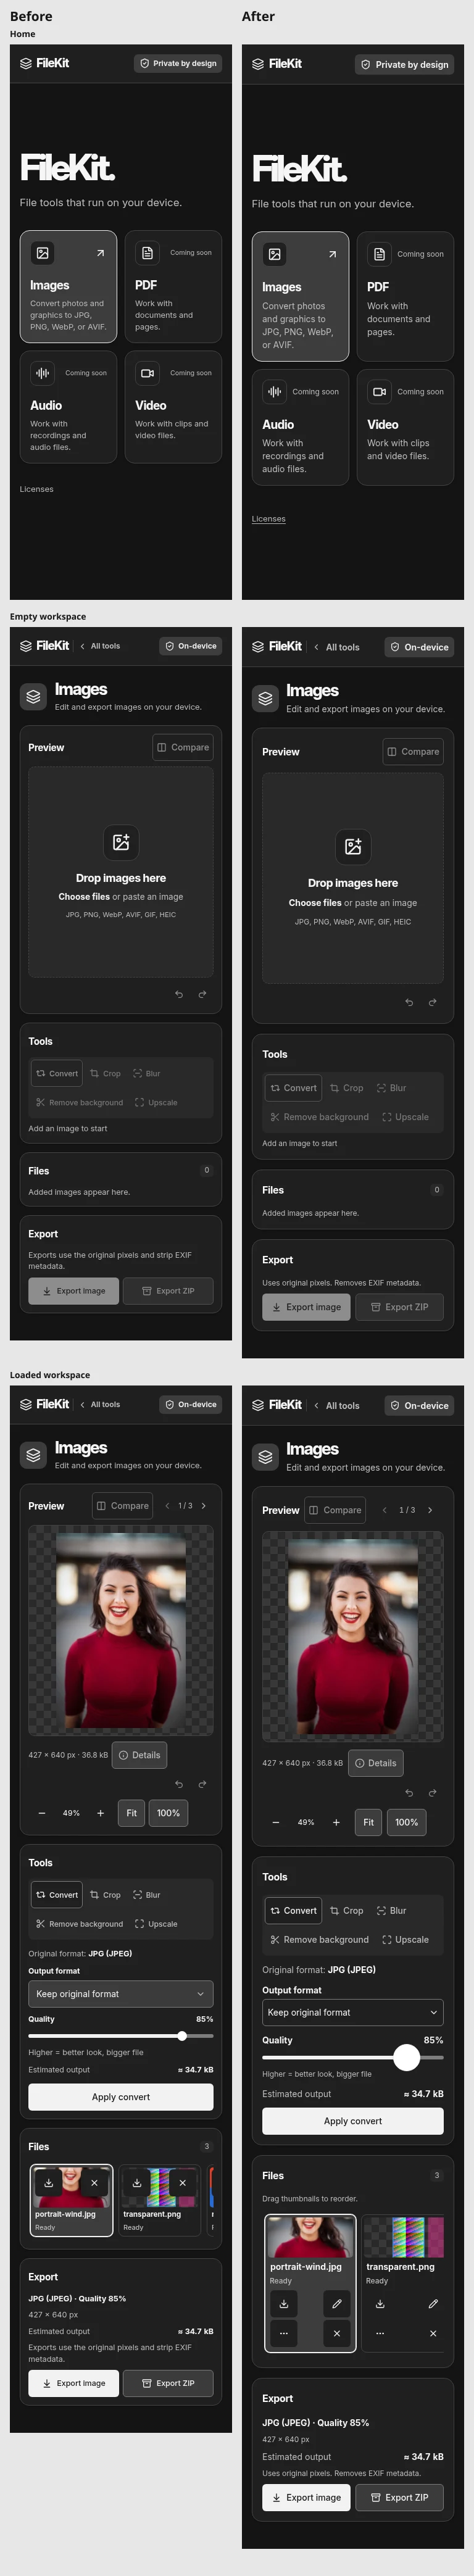 Before
Home
FileKit
Private by design
FileKit.
File tools that run on your device.
Images
Convert photos and
graphics to JPG,
PNG, WebP, or AVIF.
Coming soon
PDF
Work with
documents and
pages.
Coming soon
Audio
Work with
recordings and
audio files.
Coming soon
Video
Work with clips and
video files.
Licenses
After
FileKit
Private by design
FileKit.
File tools that run on your device.
Images
Convert photos
and graphics to
JPG, PNG, WebP,
or AVIF.
Coming soon
PDF
Work with
documents and
pages.
Coming soon
Audio
Work with
recordings and
audio files.
Coming soon
Video
Work with clips
and video files.
Licenses
Empty workspace
FileKit
All tools
On-device
Images
Edit and export images on your device.
Preview
Compare
Drop images here
Choose files or paste an image
JPG, PNG, WebP, AVIF, GIF, HEIC
Tools
Convert
Crop
Blur
Remove background
Upscale
Add an image to start
Files
0
Added images appear here.
Export
Exports use the original pixels and strip EXIF
metadata.
Export image
Export ZIP
FileKit
All tools
On-device
Images
Edit and export images on your device.
Preview
Compare
Drop images here
Choose files or paste an image
JPG, PNG, WebP, AVIF, GIF, HEIC
Tools
Convert
Crop
Blur
Remove background
Upscale
Add an image to start
Files
0
Added images appear here.
Export
Uses original pixels. Removes EXIF metadata.
Export image
Export ZIP
Loaded workspace
FileKit
All tools
On-device
Images
Edit and export images on your device.
Preview
Compare
1 / 3
427 × 640 px · 36.8 kB
Details
49%
Fit
100%
Tools
Convert
Crop
Blur
Remove background
Upscale
Original format: JPG (JPEG)
Output format
Keep original format
Quality
85%
Higher = better look, bigger file
Estimated output
≈ 34.7 kB
Apply convert
Files
3
portrait-wind.jpg
Ready
transparent.png
Ready
Export
JPG (JPEG) · Quality 85%
427 × 640 px
Estimated output
≈ 34.7 kB
Exports use the original pixels and strip EXIF
metadata.
Export image
Export ZIP
FileKit
All tools
On-device
Images
Edit and export images on your device.
Preview
Compare
1 / 3
427 × 640 px · 36.8 kB
Details
49%
Fit
100%
Tools
Convert
Crop
Blur
Remove background
Upscale
Original format: JPG (JPEG)
Output format
Keep original format
Quality
85%
Higher = better look, bigger file
Estimated output
≈ 34.7 kB
Apply convert
Files
3
Drag thumbnails to reorder.
portrait-wind.jpg
Ready
transparent.png
Ready
Export
JPG (JPEG) · Quality 85%
427 × 640 px
Estimated output
≈ 34.7 kB
Uses original pixels. Removes EXIF metadata.
Export image
Export ZIP